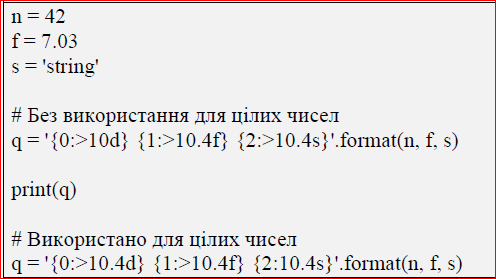 n = 42
f = 7.03
s = 'string'
# Без використання для цілих чисел
q = '{0:>10d} {1:>10.4f} {2:>10.4s}'.format(n, f, s)
print(q)
# Використано для цілих чисел
q = '{0:>10.4d} {1:>10.4f} {2:10.4s}'.format(n, f, s)